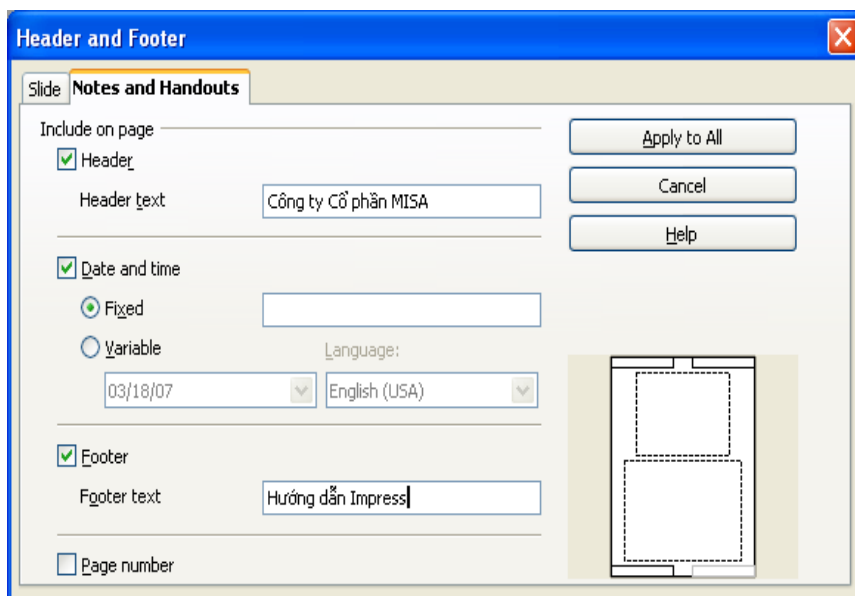 Header and Footer
Slide Notes and Handouts
Include on page
Header
Header text Công ty Cổ phần MISA
Date and time
Fixed
Variable Language:
03/18/07 English (USA)
Footer
Footer text Hướng dẫn Impress
Page number
Apply to All
Cancel
Help